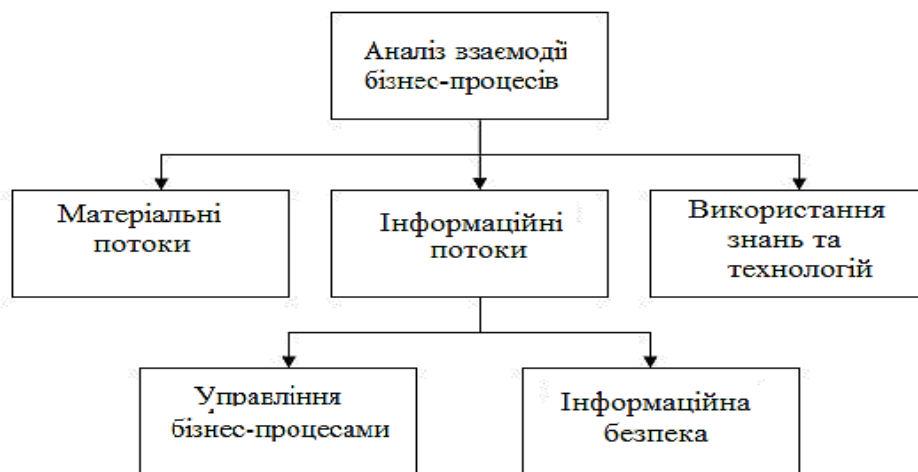 Аналіз взаємодії
бізнес-процесів
Матеріальні
потоки
Інформаційні
потоки
Використання
знань та
технологій
Управління
бізнес-процесами
Інформаційна
безпека